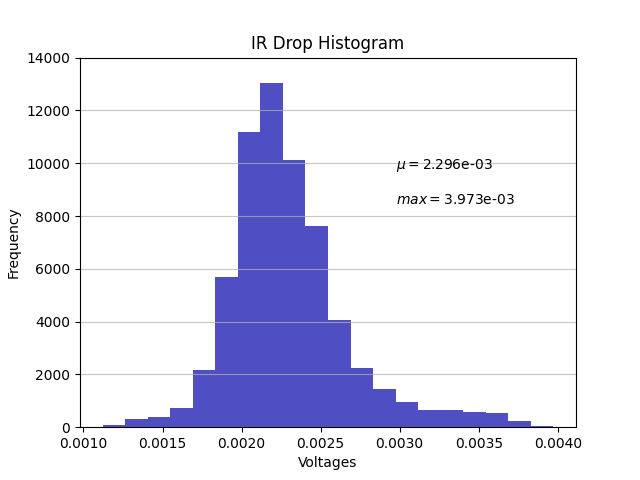 IR Drop Histogram
14000
12000
10000
8000
6000
4000
2000
0
Frequency
μ = 2.296e-03
max = 3.973e-03
0.0010 0.0015 0.0020 0.0025 0.0030 0.0035 0.0040
Voltages